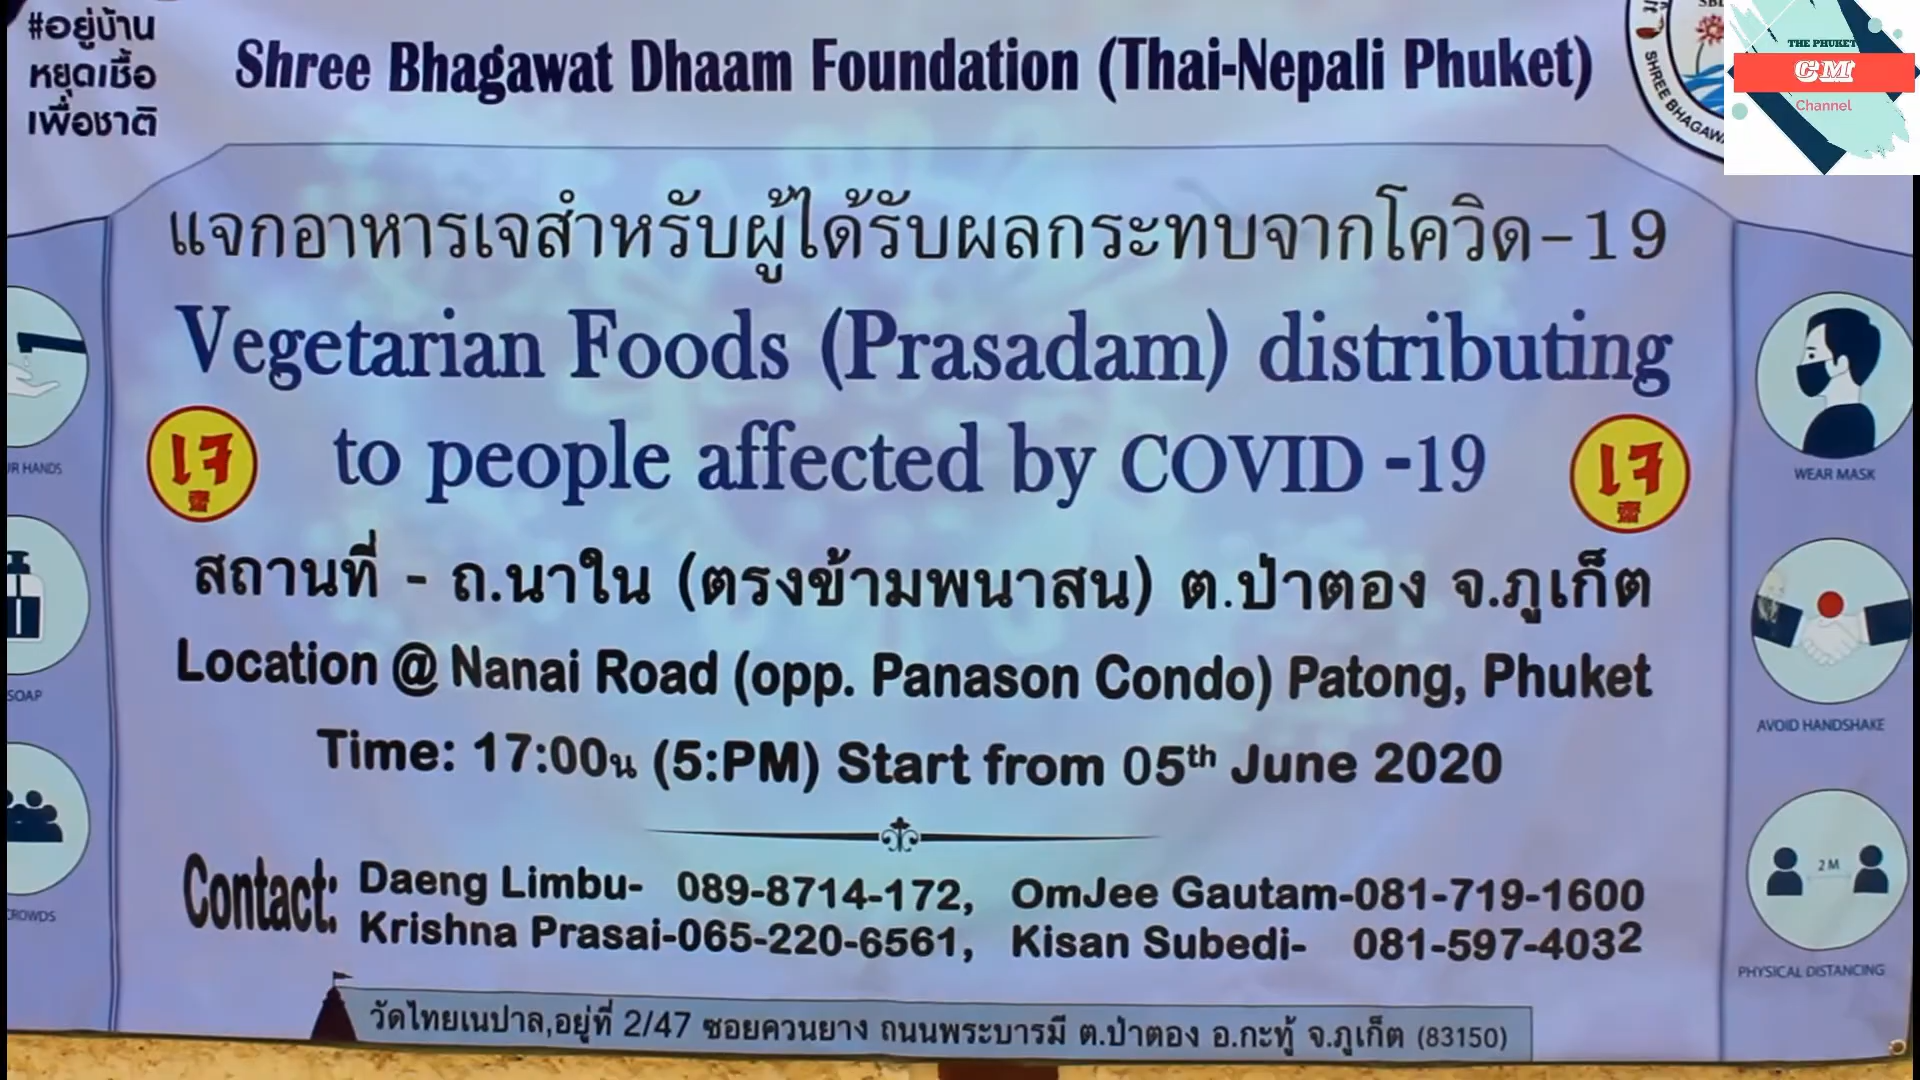 #อยู่บ้าน
หยุดเชื้อ
เพื่อชาติ
Shree Bhagawat Dhaam Foundation (Thai-Nepali Phuket)
SHREE BHAGAW
THE PHUKET
CM
Channel
แจกอาหารเจสำหรับผู้ได้รับผลกระทบจากโควิด-19
Vegetarian Foods (Prasadam) distributing
to people affected by COVID -19
เจ
齋
เจ
齋
สถานที่ - ถ.นาใน (ตรงข้ามพนาสน) ต.ป่าตอง จ.ภูเก็ต
Location @ Nanai Road (opp. Panason Condo) Patong, Phuket
Time: 17:00น (5:PM) Start from 05th June 2020
Contact: Daeng Limbu- 089-8714-172, OmJee Gautam-081-719-1600
Krishna Prasai-065-220-6561, Kisan Subedi- 081-597-4032
วัดไทยเนปาล,อยู่ที่ 2/47 ซอยควนยาง ถนนพระบารมี ต.ป่าตอง อ.กะทู้ จ.ภูเก็ต (83150)
UR HANDS
SOAP
CROWDS
WEAR MASK
AVOID HANDSHAKE
2 M
PHYSICAL DISTANCING